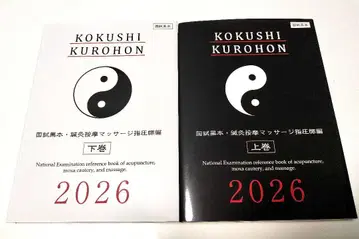 KOKUSHI
KUROHON
国試黒本・鍼灸按摩マッサージ指圧師編
下巻
National Examination reference book of acupuncture,
moxa cautery, and massage.
2026
KOKUSHI
KUROHON
国試黒本・鍼灸按摩マッサージ指圧師編
上巻
National Examination reference book of acupuncture,
moxa cautery, and massage.
2026